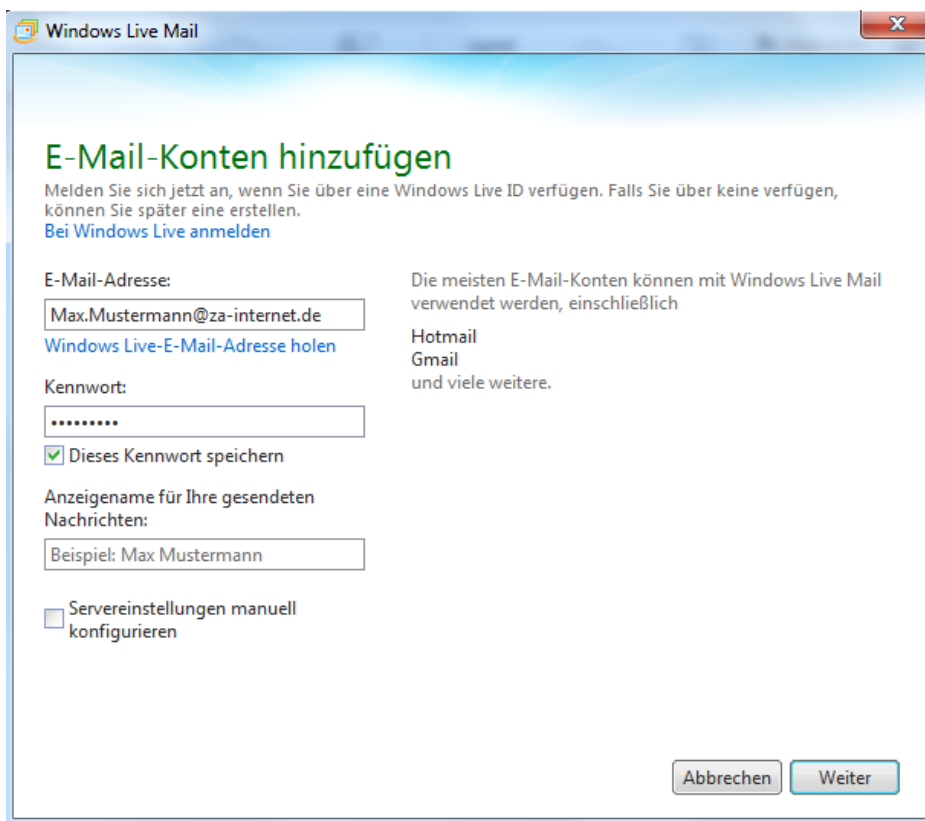 Windows Live Mail
E-Mail-Konten hinzufügen
Melden Sie sich jetzt an, wenn Sie über eine Windows Live ID verfügen. Falls Sie über keine verfügen,
können Sie später eine erstellen.
Bei Windows Live anmelden
E-Mail-Adresse:
Max.Mustermann@za-internet.de
Windows Live-E-Mail-Adresse holen
Kennwort:
•••••••••
Dieses Kennwort speichern
Anzeigename für Ihre gesendeten
Nachrichten:
Beispiel: Max Mustermann
Servereinstellungen manuell
konfigurieren
Die meisten E-Mail-Konten können mit Windows Live Mail
verwendet werden, einschließlich
Hotmail
Gmail
und viele weitere.
Abbrechen
Weiter